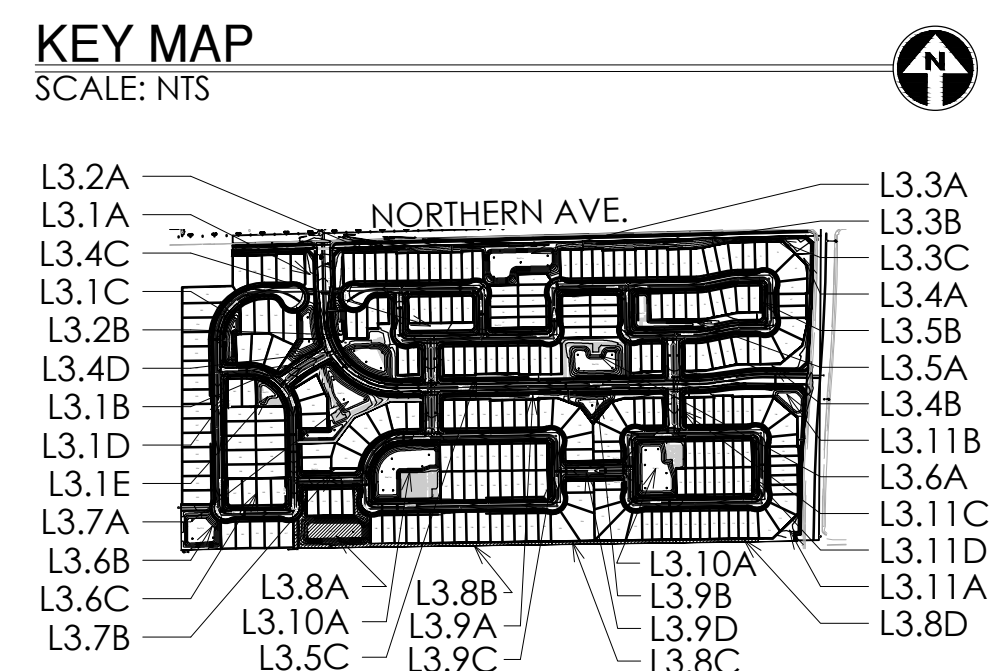 KEY MAP
N
SCALE: NTS
NORTHERN AVE.
L3.2A
L3.1A
L3.4C
L3.1C
L3.2B
L3.4D
L3.1B
L3.1D
L3.1E
L3.7A
L3.6B
L3.6C
L3.7B
L3.8A
L3.10A
L3.5C
L3.8B
L3.9A
L3.9C
L3.10A
L3.9B
L3.9D
L3.8C
L3.3A
L3.3B
L3.3C
L3.4A
L3.5B
L3.5A
L3.4B
L3.11B
L3.6A
L3.11C
L3.11D
L3.11A
L3.8D